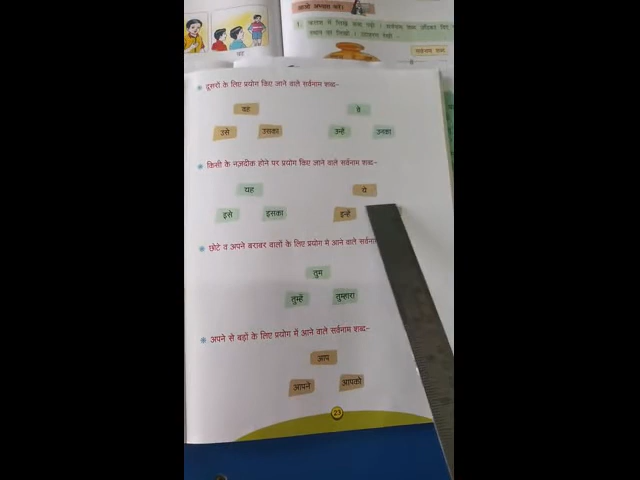 दूसरों के लिए प्रयोग किए जाने वाले सर्वनाम शब्द–
वह
वे
उसे
उसका
उन्हें
उनका
किसी के नज़दीक होने पर प्रयोग किए जाने वाले सर्वनाम शब्द–
यह
ये
इसे
इसका
इन्हें
छोटे व अपने बराबर वालों के लिए प्रयोग में आने वाले सर्वनाम
तुम
तुम्हें
तुम्हारा
अपने से बड़ों के लिए प्रयोग में आने वाले सर्वनाम शब्द–
आप
आपने
आपको
23